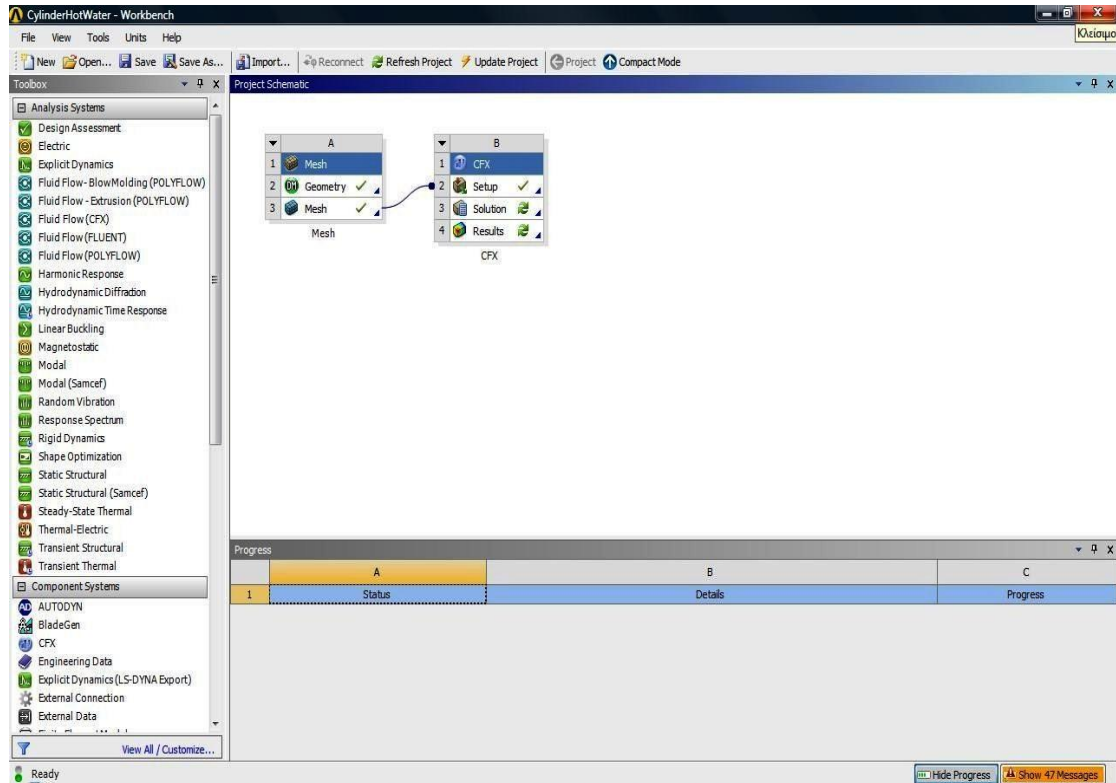 CylinderHotWater - Workbench
Κλείσιμο
File View Tools Units Help
New Open... Save Save As... Import... Reconnect Refresh Project Update Project Project Compact Mode
Toolbox
Project Schematic
Analysis Systems
Design Assessment
Electric
Explicit Dynamics
Fluid Flow- BlowMolding (POLYFLOW)
Fluid Flow - Extrusion (POLYFLOW)
Fluid Flow (CFX)
Fluid Flow (FLUENT)
Fluid Flow (POLYFLOW)
Harmonic Response
Hydrodynamic Diffraction
Hydrodynamic Time Response
Linear Buckling
Magnetostatic
Modal
Modal (Samcef)
Random Vibration
Response Spectrum
Rigid Dynamics
Shape Optimization
Static Structural
Static Structural (Samcef)
Steady-State Thermal
Thermal-Electric
Transient Structural
Transient Thermal
Component Systems
AUTODYN
BladeGen
CFX
Engineering Data
Explicit Dynamics (LS-DYNA Export)
External Connection
External Data
View All / Customize...
A
1 Mesh
2 Geometry
3 Mesh
Mesh
B
1 CFX
2 Setup
3 Solution
4 Results
CFX
Progress
A B C
1 Status Details Progress
Ready
Hide Progress Show 47 Messages